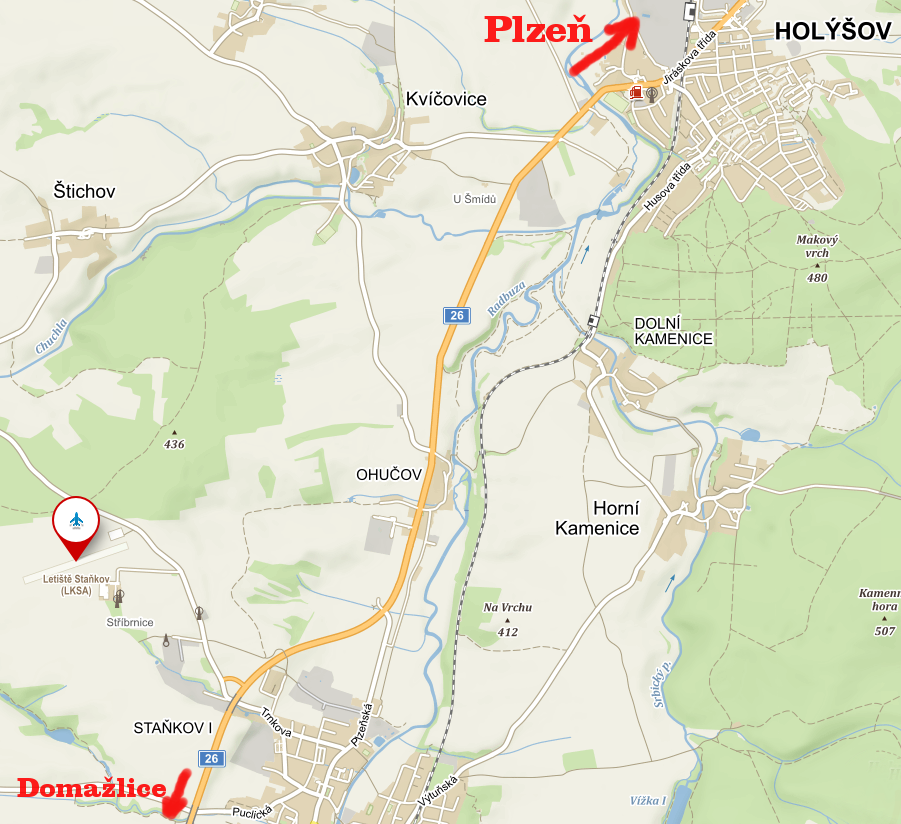 Plzeň
HOLÝŠOV
Jiráskova třída
Kvíčovice
Štichov
U Šmídů
Husova třída
Makový
vrch
480
Radbuza
26
Chuchla
DOLNÍ
KAMENICE
436
OHUČOV
Horní
Kamenice
Letiště Staňkov
(LKSA)
Stříbrnice
Na Vrchu
412
Kamenn
hora
507
Srbický p.
STAŇKOV I
Trnkova
Plzeňská
26
Domažlice
Puclická
Výtuňská
Vížka I